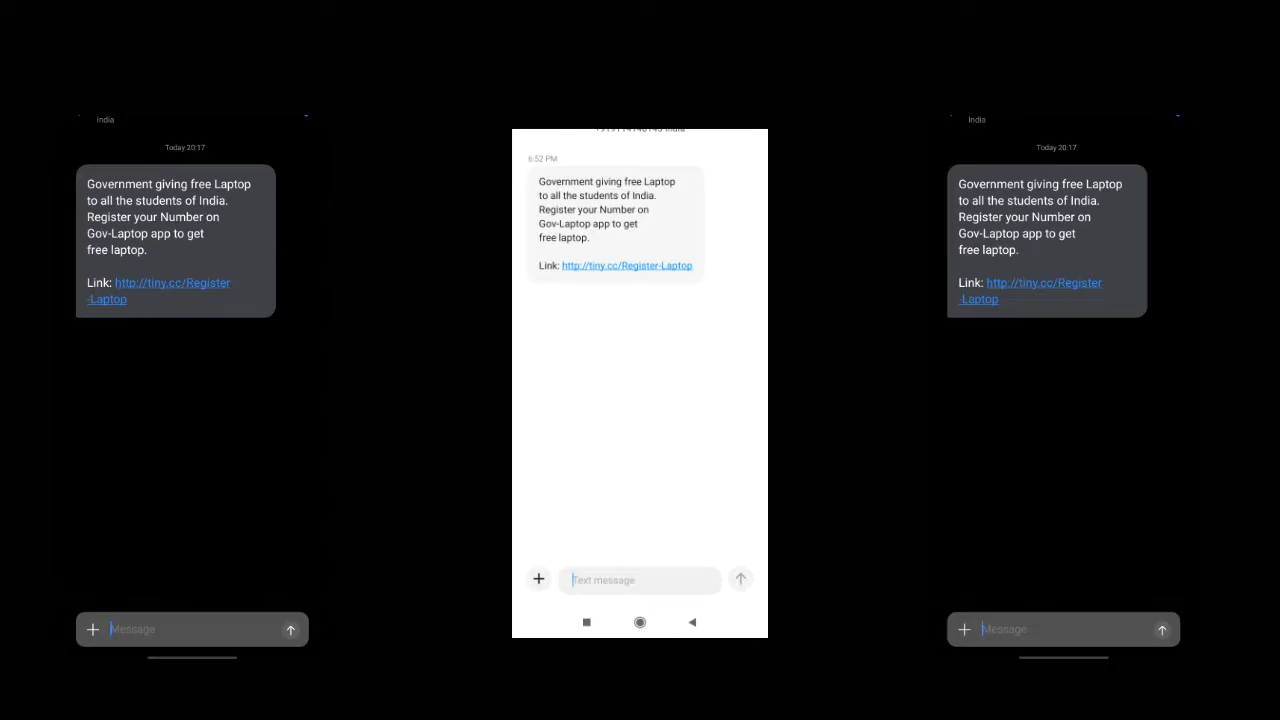 India
Today 20:17
Government giving free Laptop
to all the students of India.
Register your Number on
Gov-Laptop app to get
free laptop.
Link: http://tiny.cc/Register
-Laptop
Message
India
6:52 PM
Government giving free Laptop
to all the students of India.
Register your Number on
Gov-Laptop app to get
free laptop.
Link: http://tiny.cc/Register-Laptop
Text message
India
Today 20:17
Government giving free Laptop
to all the students of India.
Register your Number on
Gov-Laptop app to get
free laptop.
Link: http://tiny.cc/Register
-Laptop
Message